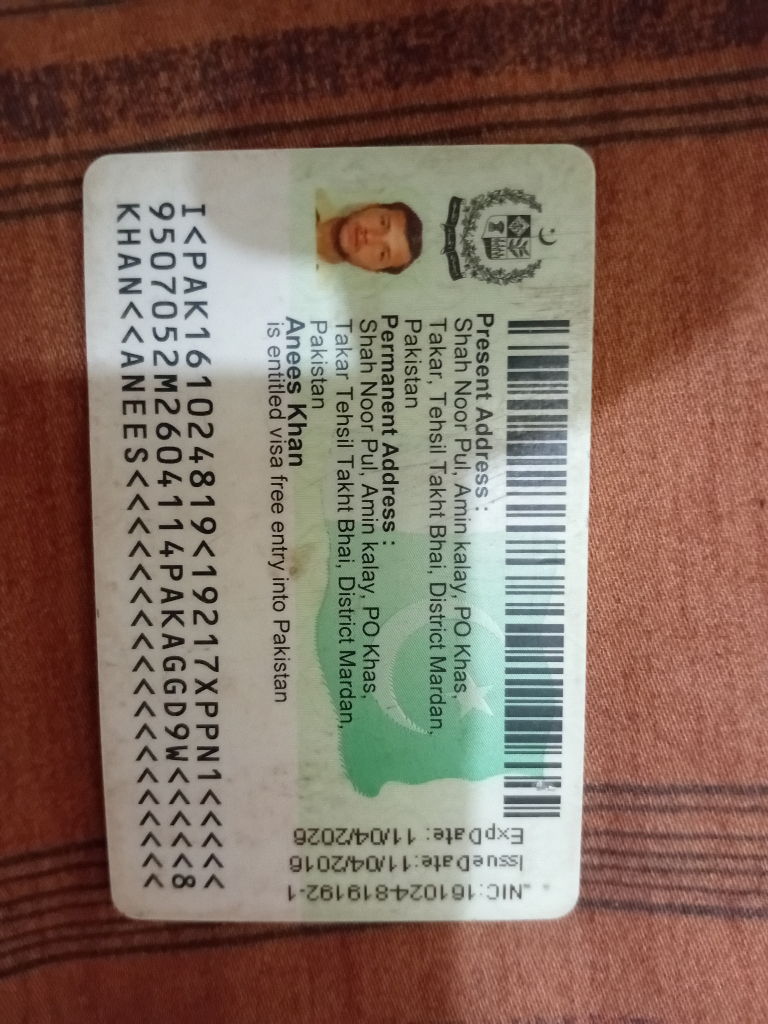 Present Address :
Shah Noor Pul, Amin kalay, PO Khas,
Takar, Tehsil Takht Bhai, District Mardan,
Pakistan
Permanent Address :
Shah Noor Pul, Amin kalay, PO Khas,
Takar Tehsil Takht Bhai, District Mardan,
Pakistan
Anees Khan
is entitled visa free entry into Pakistan
NIC:161024-819192-1
IssueDate:11/04/2016
ExpDate: 11/04/2026
I<PAK161024819<19217XPPN1<<<<<
9507052M2604114PAKAGGD9W<<<<<8
KHAN<<ANEES<<<<<<<<<<<<<<<<<<<